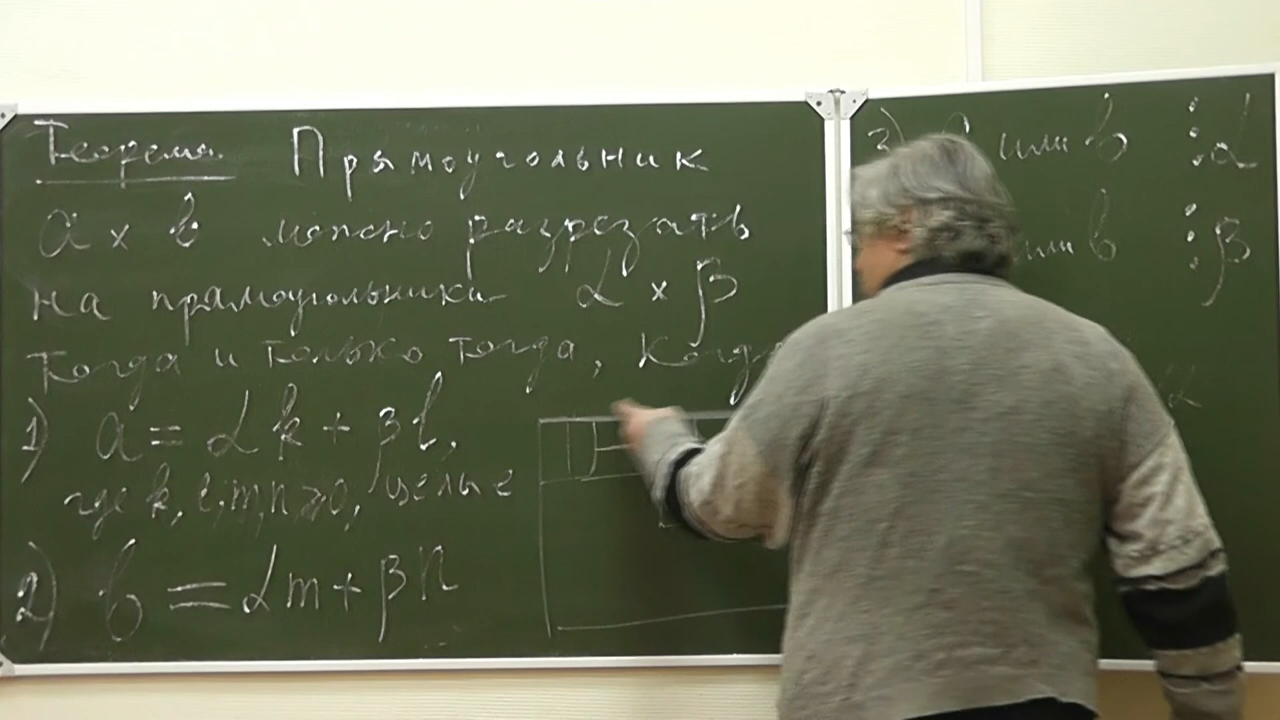 Теорема. Прямоугольник
a × b можно разрезать
на прямоугольники α × β
тогда и только тогда, когда
1) a = αk + βl,
где k, l, m, n ≥ 0, целые
2) b = αm + βn
3) или b ⋮ α
или b ⋮ β
α